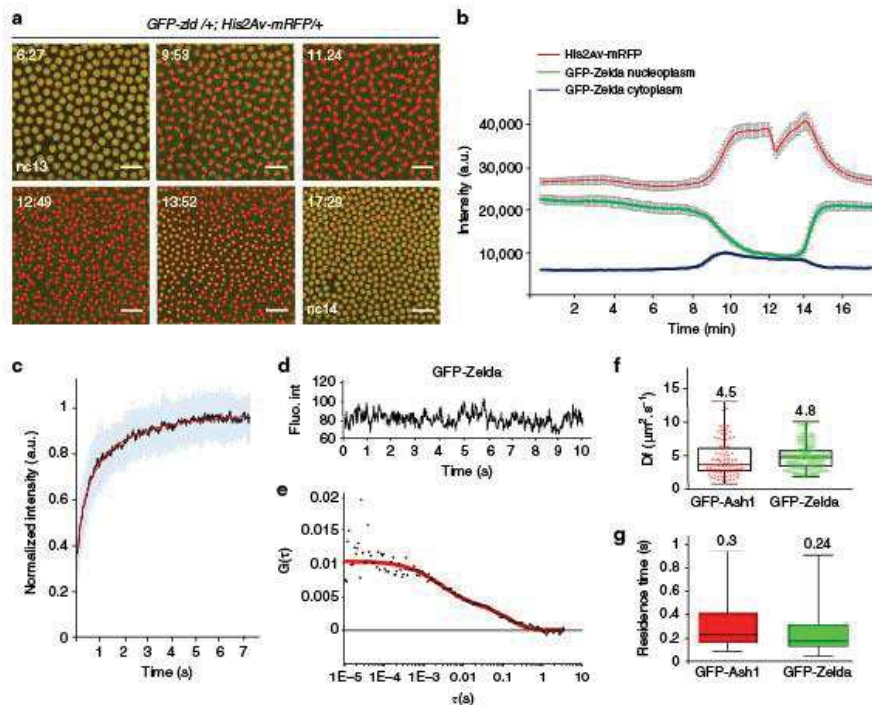 a
GFP-zld /+; His2Av-mRFP/+
6:27
9:53
11.24
nc13
12:49
13:52
17:29
nc14
b
His2Av-mRFP
GFP-Zelda nucleoplasm
GFP-Zelda cytoplasm
Intensity (a.u.)
40,000
30,000
20,000
10,000
2 4 6 8 10 12 14 16
Time (min)
c
Normalized intensity (a.u.)
1
0.8
0.6
0.4
0.2
0
1 2 3 4 5 6 7
Time (s)
d
GFP-Zelda
Fluo. int
120
100
80
60
0 1 2 3 4 5 6 7 8 9 10
Time (s)
e
G(τ)
0.02
0.015
0.010
0.005
0
1E–5 1E–4 1E–3 0.01 0.1 1 10
τ(s)
f
Df (μm².s⁻¹)
15
10
5
0
4.5
4.8
GFP-Ash1 GFP-Zelda
g
Residence time (s)
1
0.8
0.6
0.4
0.2
0
0.3
0.24
GFP-Ash1 GFP-Zelda